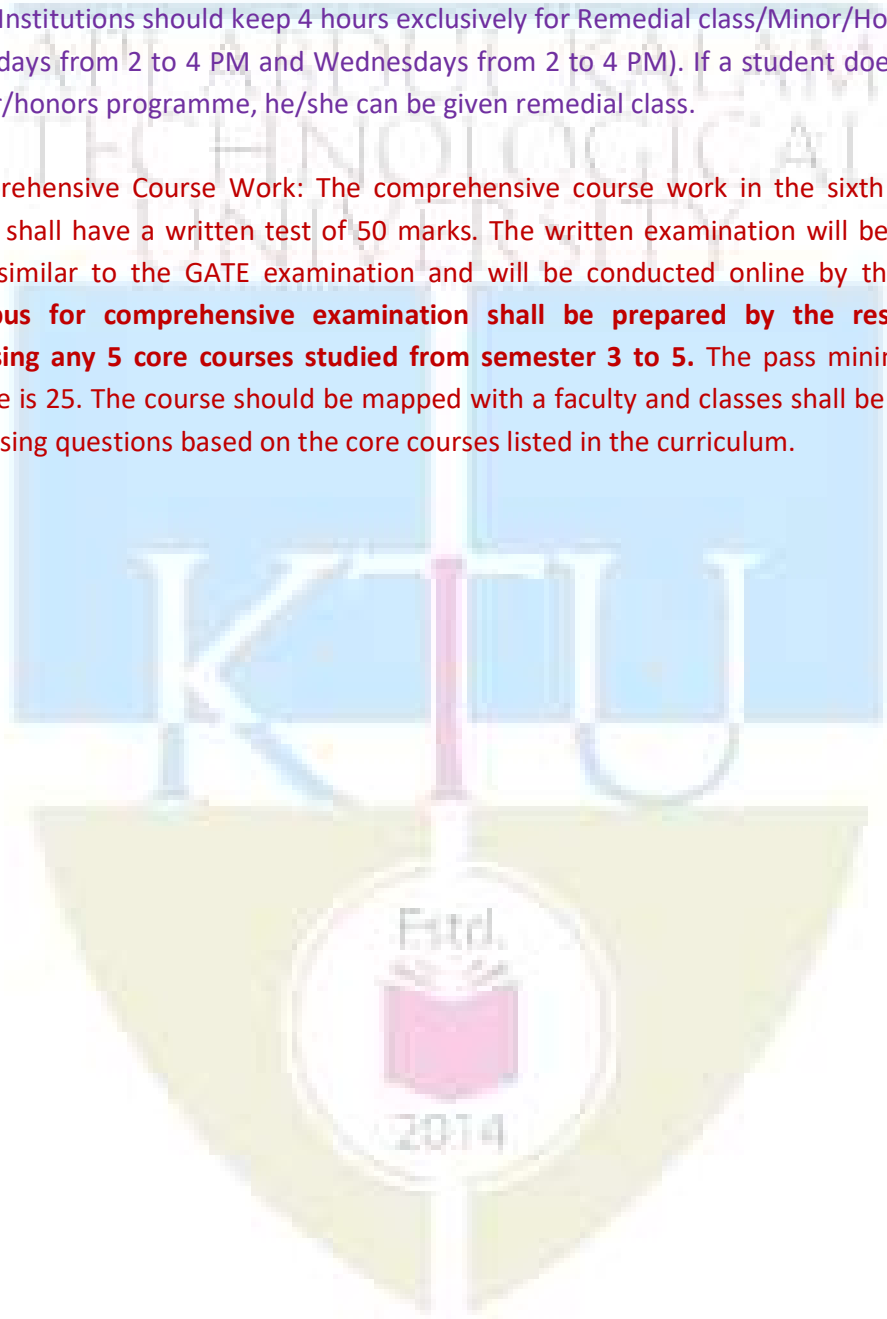 Institutions should keep 4 hours exclusively for Remedial class/Minor/Ho
days from 2 to 4 PM and Wednesdays from 2 to 4 PM). If a student doe
r/honors programme, he/she can be given remedial class.
TECHNOLOGICAL
rehensive Course Work: The comprehensive course work in the sixth
UNIVERSITY
shall have a written test of 50 marks. The written examination will be
similar to the GATE examination and will be conducted online by th
bus for comprehensive examination shall be prepared by the res
sing any 5 core courses studied from semester 3 to 5. The pass minin
e is 25. The course should be mapped with a faculty and classes shall be
sing questions based on the core courses listed in the curriculum.
KTU
Estd.
2014